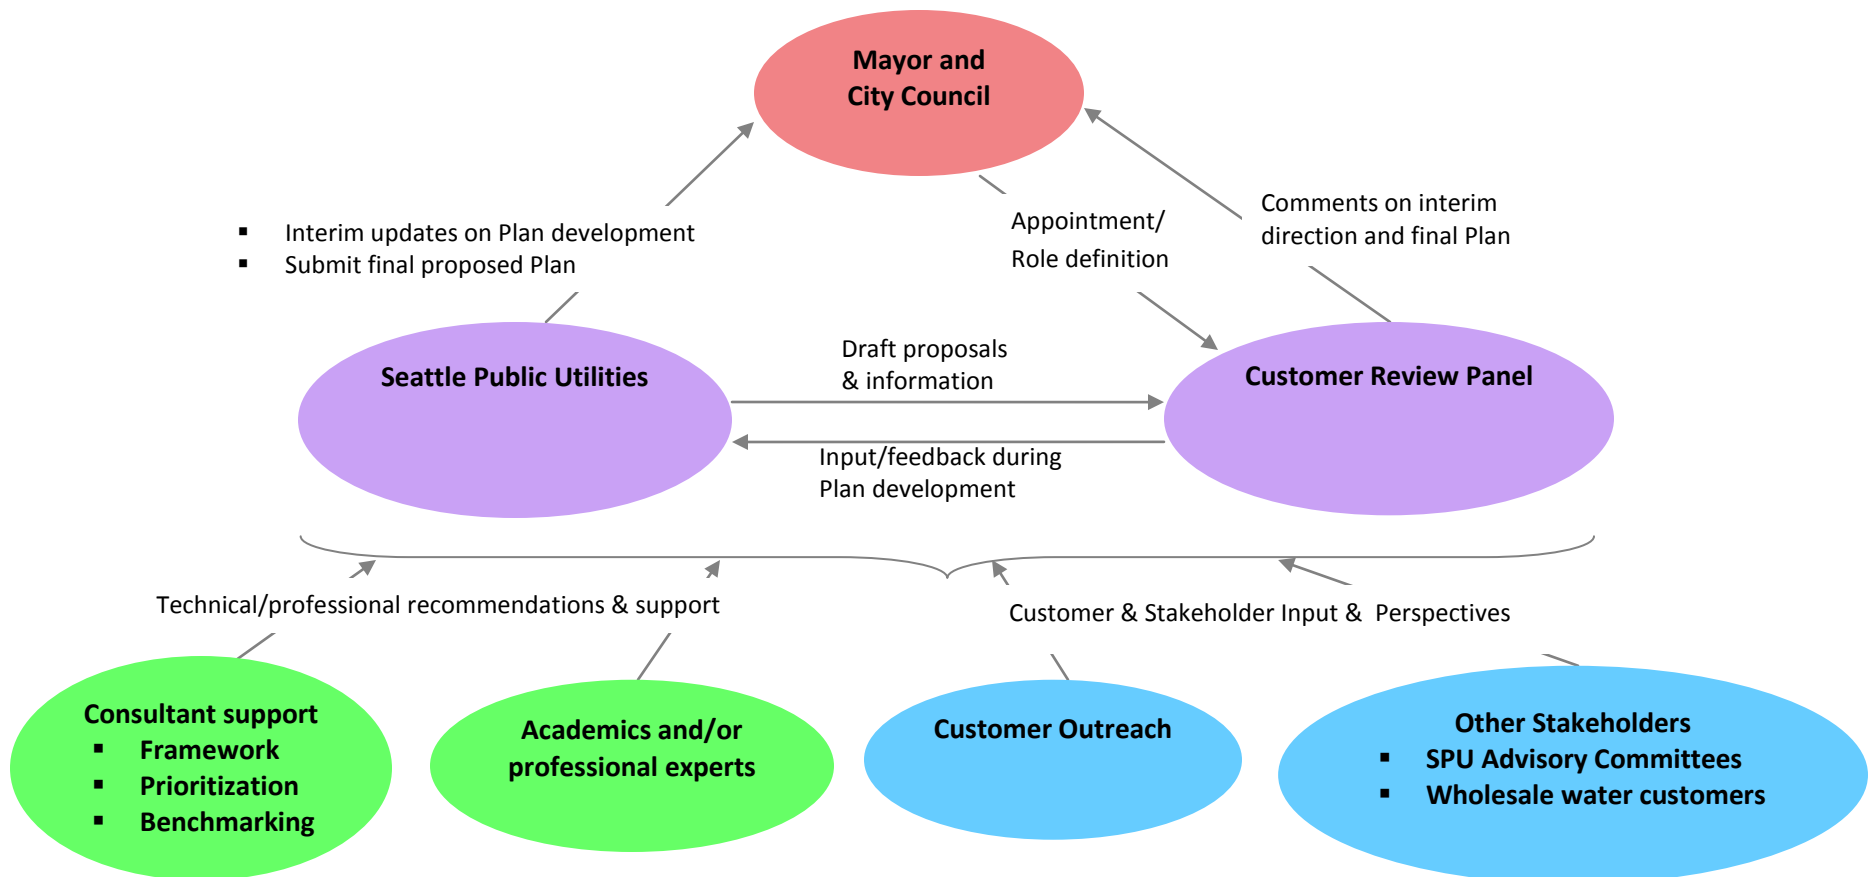 Mayor and
City Council
▪ Interim updates on Plan development
▪ Submit final proposed Plan
Appointment/
Role definition
Comments on interim
direction and final Plan
Seattle Public Utilities
Draft proposals
& information
Input/feedback during
Plan development
Customer Review Panel
Technical/professional recommendations & support
Customer & Stakeholder Input & Perspectives
Consultant support
▪ Framework
▪ Prioritization
▪ Benchmarking
Academics and/or
professional experts
Customer Outreach
Other Stakeholders
▪ SPU Advisory Committees
▪ Wholesale water customers